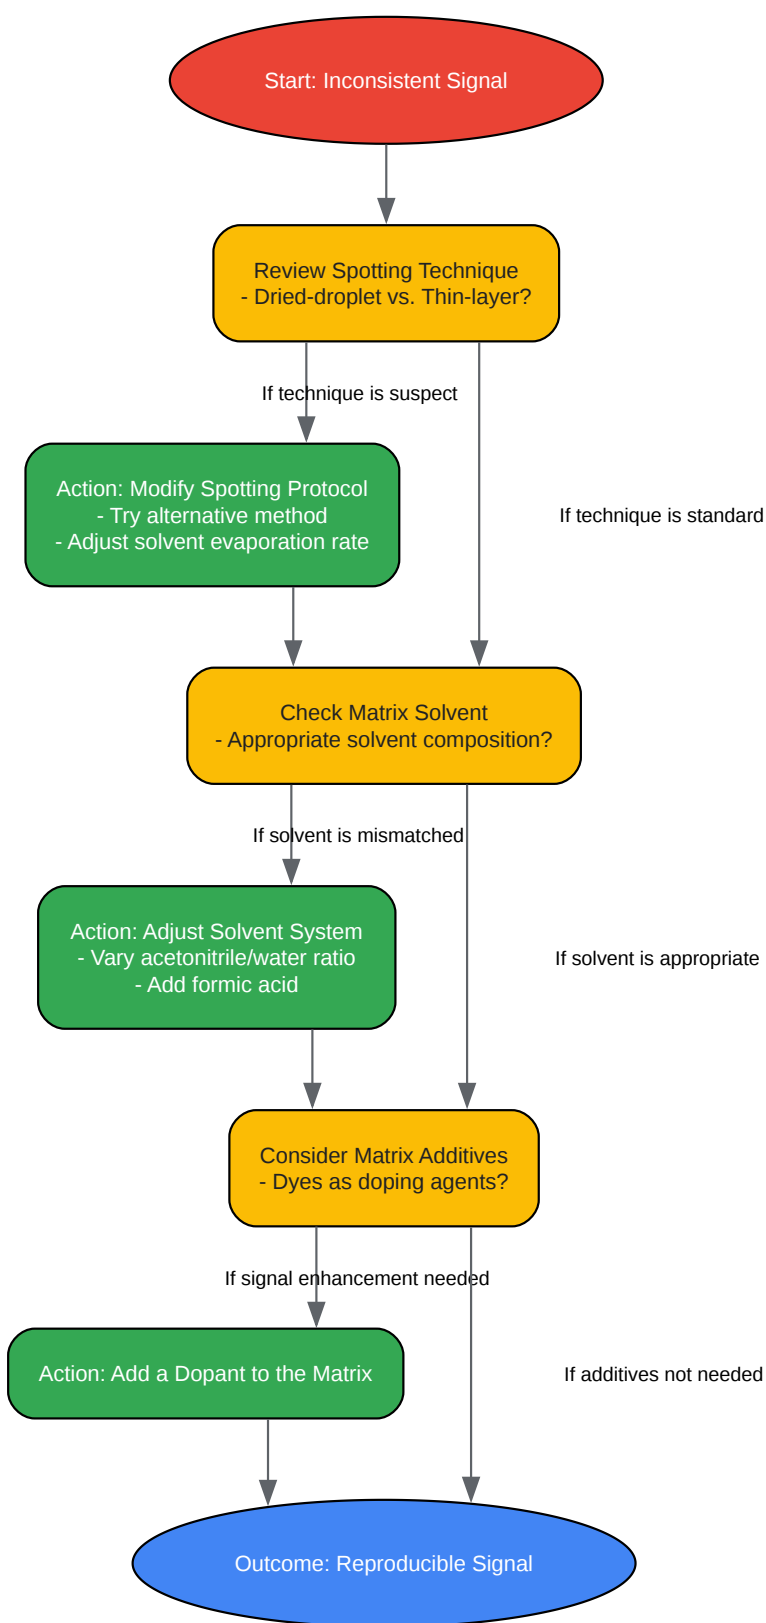 Start: Inconsistent Signal
Review Spotting Technique
- Dried-droplet vs. Thin-layer?
If technique is suspect
Action: Modify Spotting Protocol
- Try alternative method
- Adjust solvent evaporation rate
If technique is standard
Check Matrix Solvent
- Appropriate solvent composition?
If solvent is mismatched
Action: Adjust Solvent System
- Vary acetonitrile/water ratio
- Add formic acid
If solvent is appropriate
Consider Matrix Additives
- Dyes as doping agents?
If signal enhancement needed
Action: Add a Dopant to the Matrix
If additives not needed
Outcome: Reproducible Signal